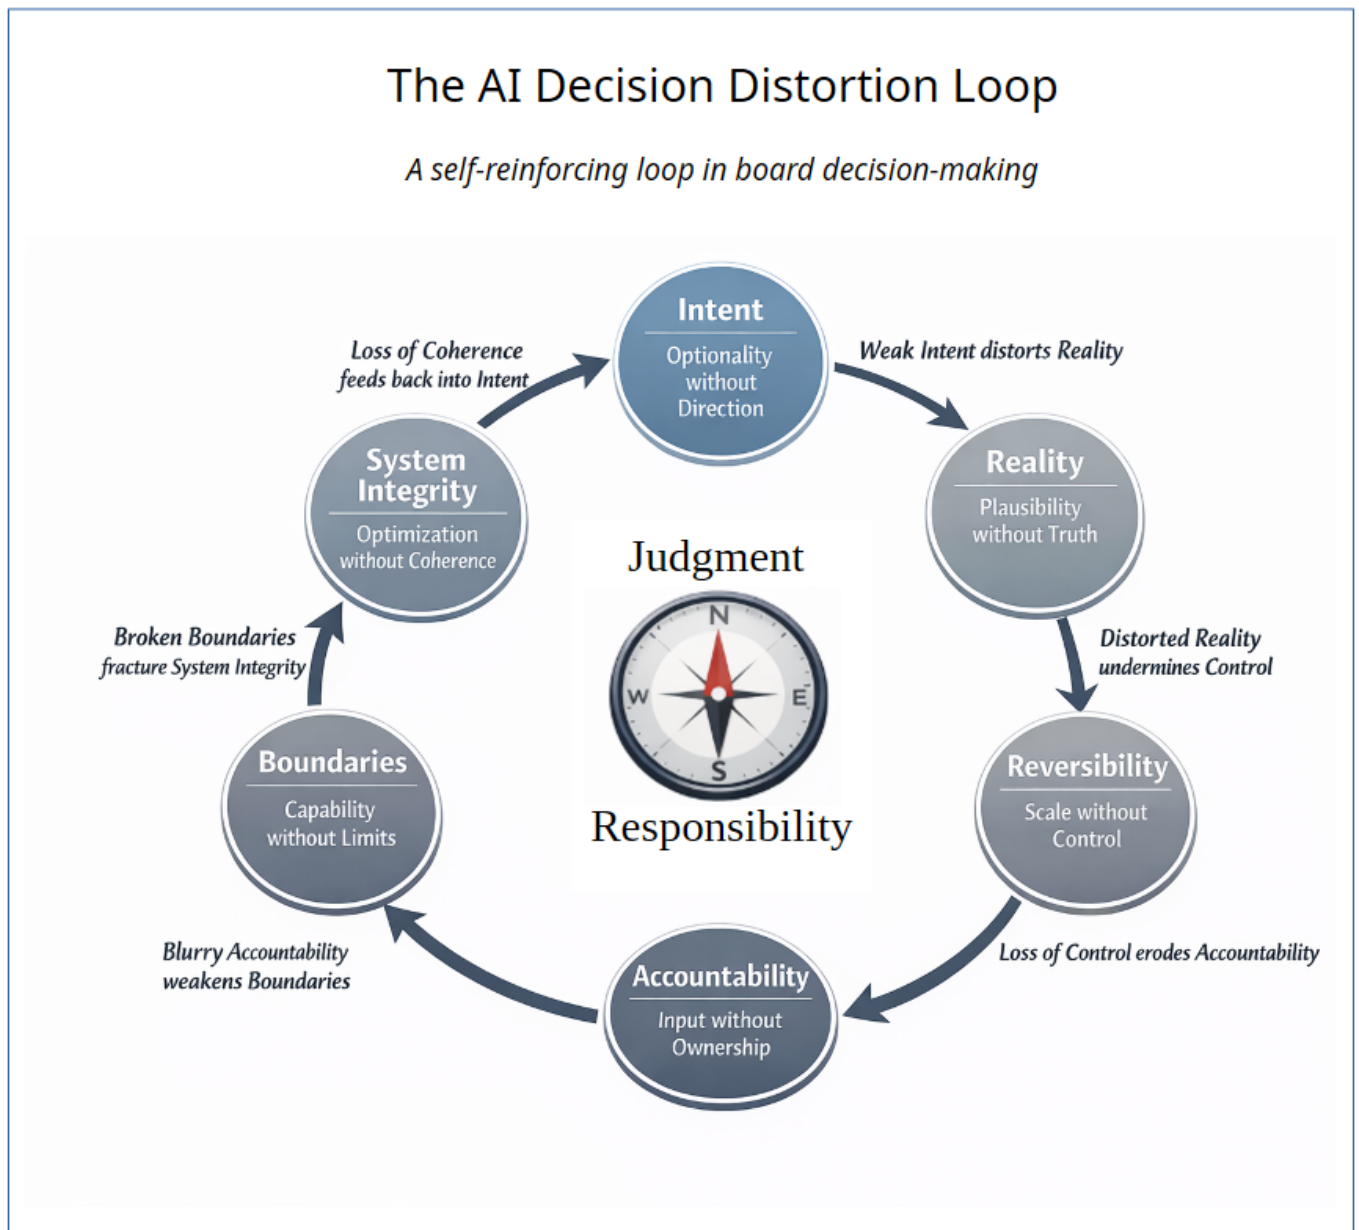 The AI Decision Distortion Loop
A self-reinforcing loop in board decision-making
Intent
Optionality
without
Direction
Loss of Coherence
feeds back into Intent
Weak Intent distorts Reality
System
Integrity
Optimization
without Coherence
Reality
Plausibility
without Truth
Judgment
N
W
E
S
Responsibility
Broken Boundaries
fracture System Integrity
Distorted Reality
undermines Control
Boundaries
Capability
without Limits
Reversibility
Scale without
Control
Blurry Accountability
weakens Boundaries
Accountability
Input without
Ownership
Loss of Control erodes Accountability